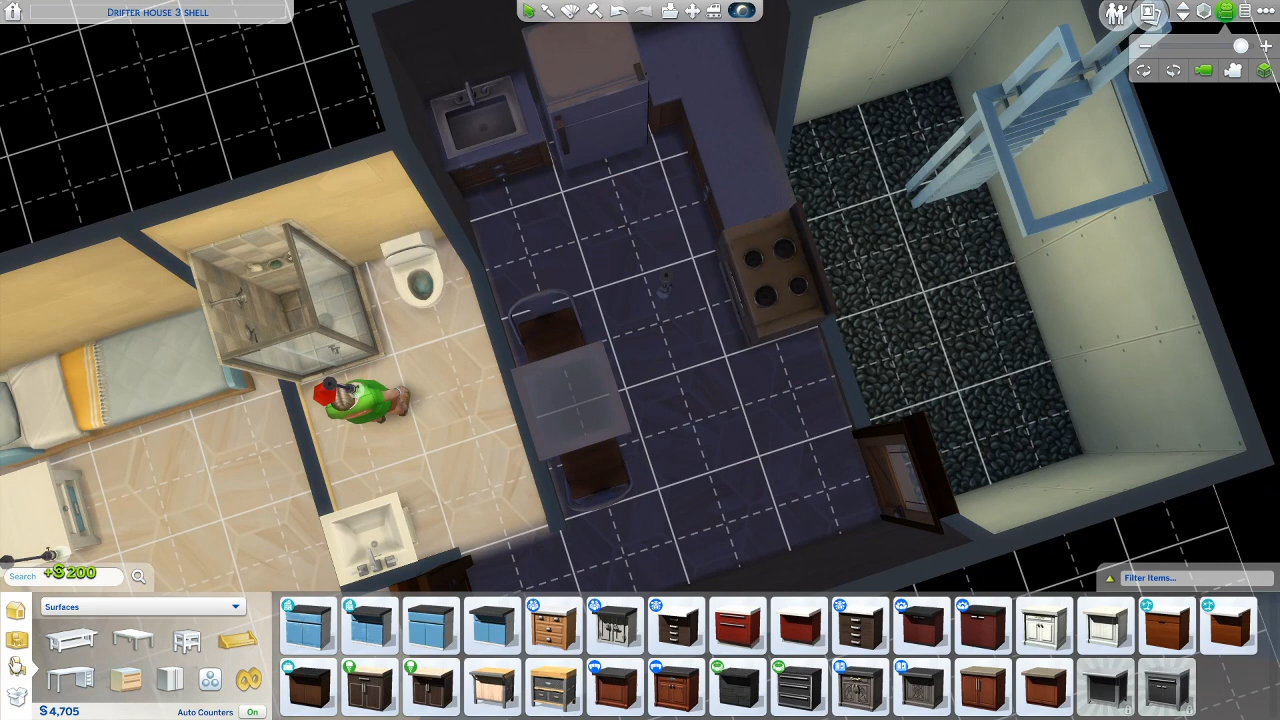 DRIFTER HOUSE 3 SHELL
+§200
Search
Filter Items...
Surfaces
§4,705
Auto Counters
On